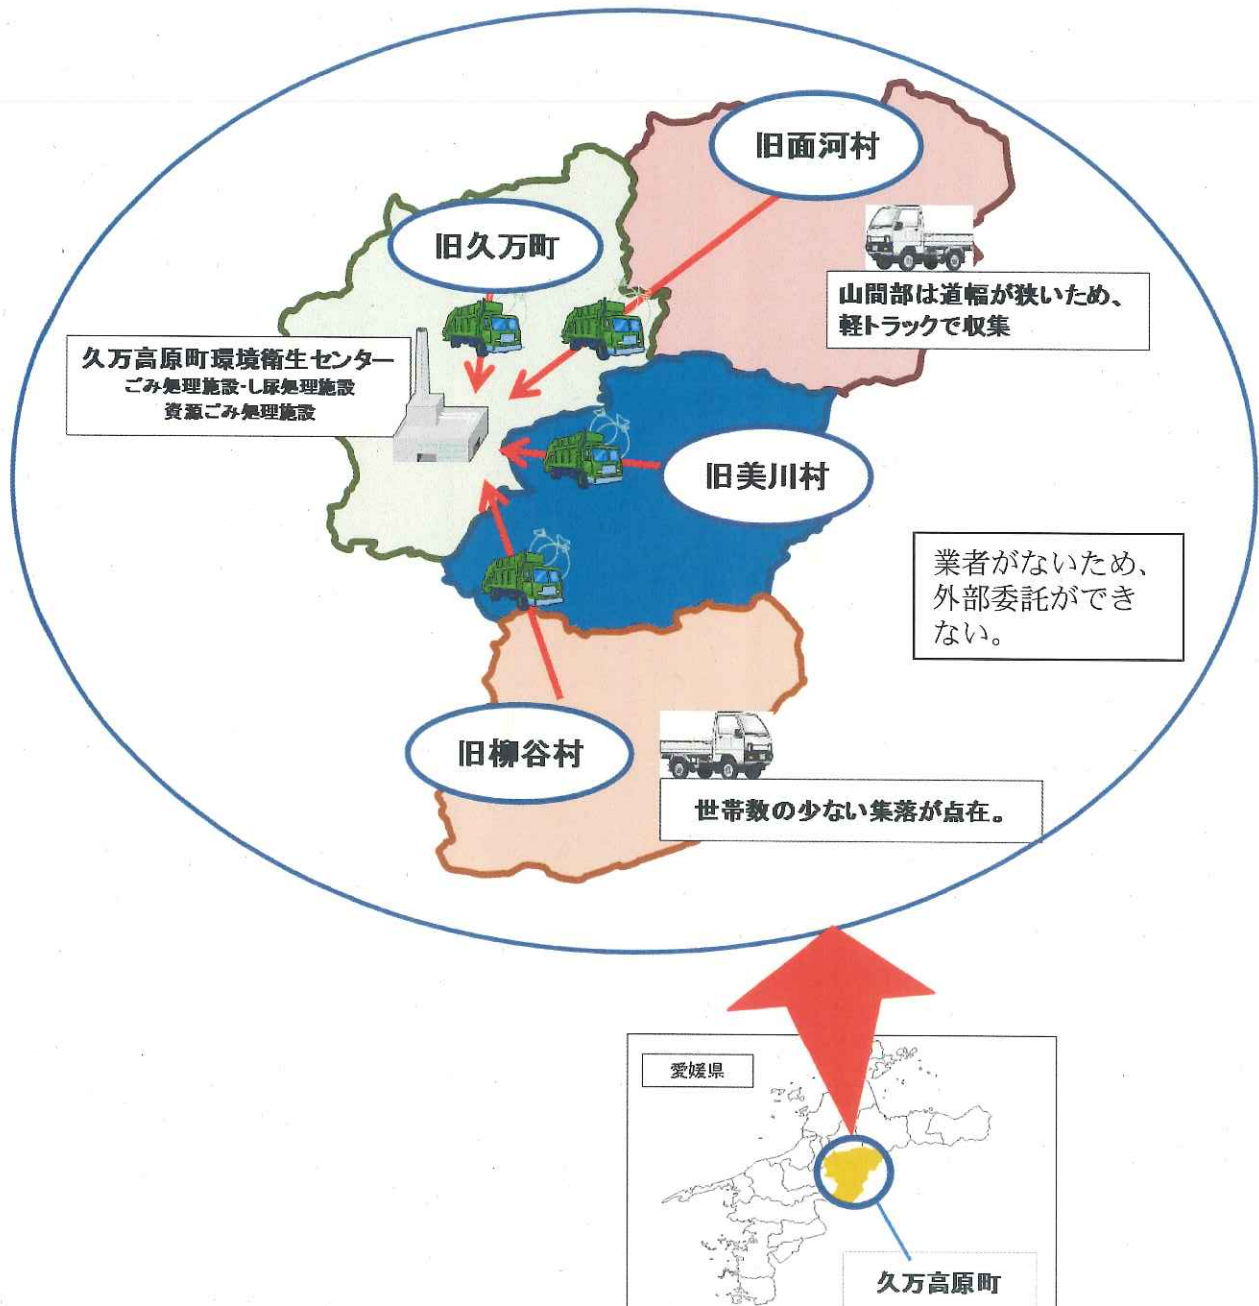 旧面河村
旧久万町
山間部は道幅が狭いため、
軽トラックで収集
久万高原町環境衛生センター
ごみ処理施設・し尿処理施設
資源ごみ処理施設
旧美川村
業者がないため、
外部委託ができ
ない。
旧柳谷村
世帯数の少ない集落が点在。
愛媛県
久万高原町